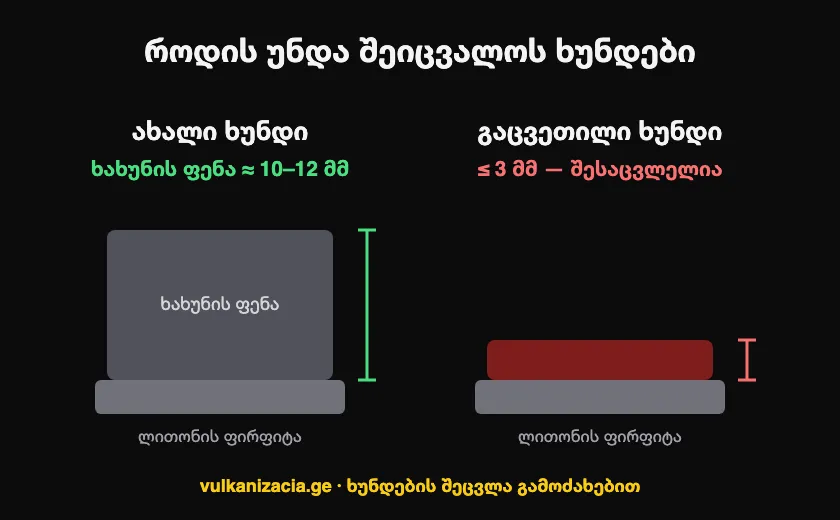 როდის უნდა შეიცვალოს ხუნდები
ახალი ხუნდი
ხახუნის ფენა ≈ 10–12 მმ
ხახუნის ფენა
ლითონის ფირფიტა
გაცვეთილი ხუნდი
≤ 3 მმ — შესაცვლელია
ლითონის ფირფიტა
vulkanizacia.ge · ხუნდების შეცვლა გამოძახებით